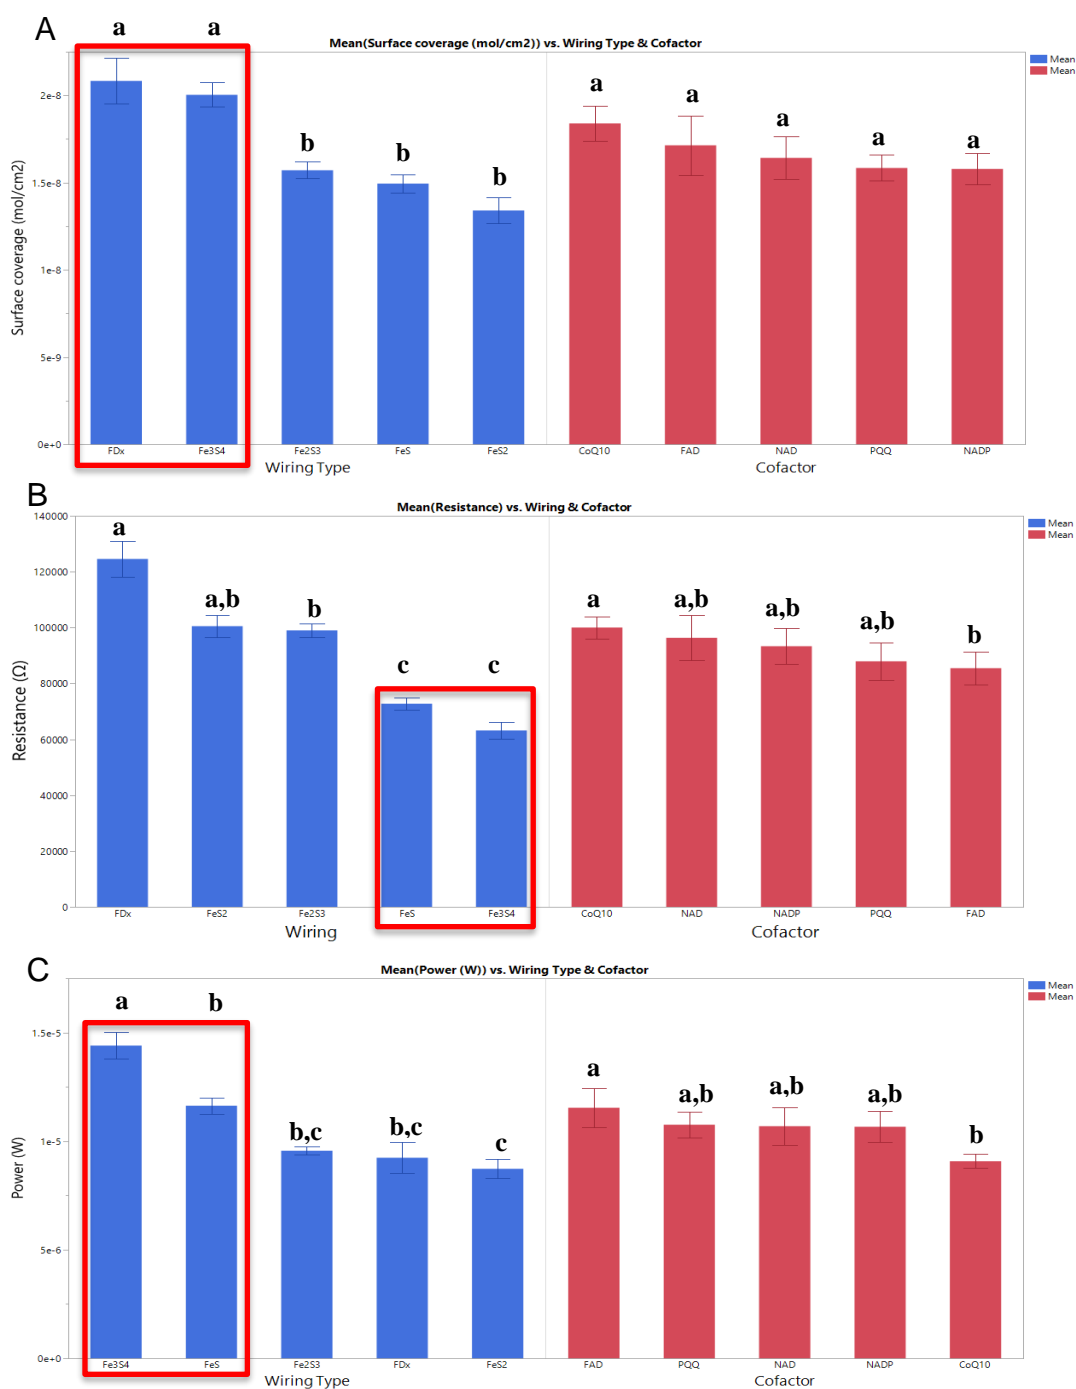 A
a a
Mean(Surface coverage (mol/cm2)) vs. Wiring Type & Cofactor
Mean
Mean
Surface coverage (mol/cm2)
2e-8
1.5e-8
1e-8
5e-9
0e+0
b b b
a a a a a
FDx Fe3S4 Fe2S3 FeS FeS2 CoQ10 FAD NAD PQQ NADP
Wiring Type Cofactor
B
Mean(Resistance) vs. Wiring & Cofactor
Mean
Mean
Resistance (Ω)
140000
120000
100000
80000
60000
40000
20000
0
a a,b b c c
a a,b a,b a,b b
FDx FeS2 Fe2S3 FeS Fe3S4 CoQ10 NAD NADP PQQ FAD
Wiring Cofactor
C
Mean(Power (W)) vs. Wiring Type & Cofactor
Mean
Mean
Power (W)
1.5e-5
1e-5
5e-6
0e+0
a b b,c b,c c
a a,b a,b a,b b
Fe3S4 FeS Fe2S3 FDx FeS2 FAD PQQ NAD NADP CoQ10
Wiring Type Cofactor